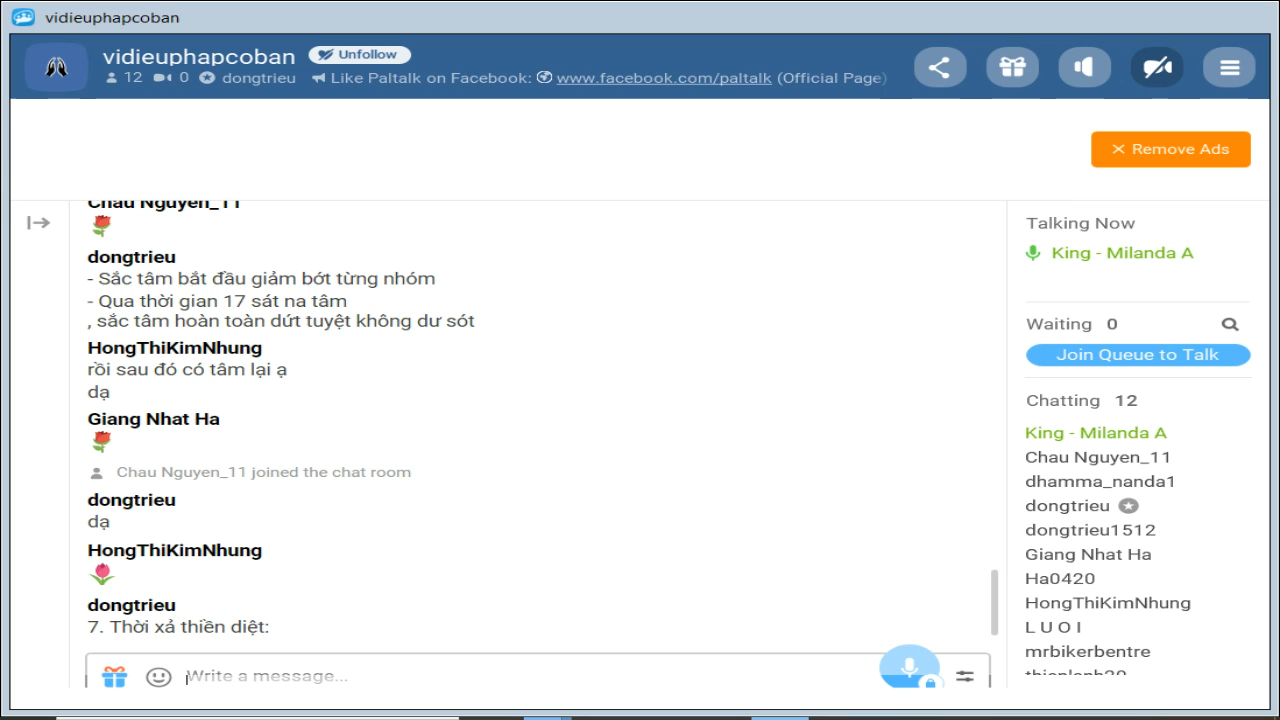 vidieuphapcoban
vidieuphapcoban
Unfollow
12 0 dongtrieu Like Paltalk on Facebook: www.facebook.com/paltalk (Official Page)
Remove Ads
Chau Nguyen_11
dongtrieu
- Sắc tâm bắt đầu giảm bớt từng nhóm
- Qua thời gian 17 sát na tâm
, sắc tâm hoàn toàn dứt tuyệt không dư sót
HongThiKimNhung
rồi sau đó có tâm lại ạ
dạ
Giang Nhat Ha
Chau Nguyen_11 joined the chat room
dongtrieu
dạ
HongThiKimNhung
dongtrieu
7. Thời xả thiền diệt:
Write a message...
Talking Now
King - Milanda A
Waiting 0
Join Queue to Talk
Chatting 12
King - Milanda A
Chau Nguyen_11
dhamma_nanda1
dongtrieu
dongtrieu1512
Giang Nhat Ha
Ha0420
HongThiKimNhung
L U O I
mrbikerbentre